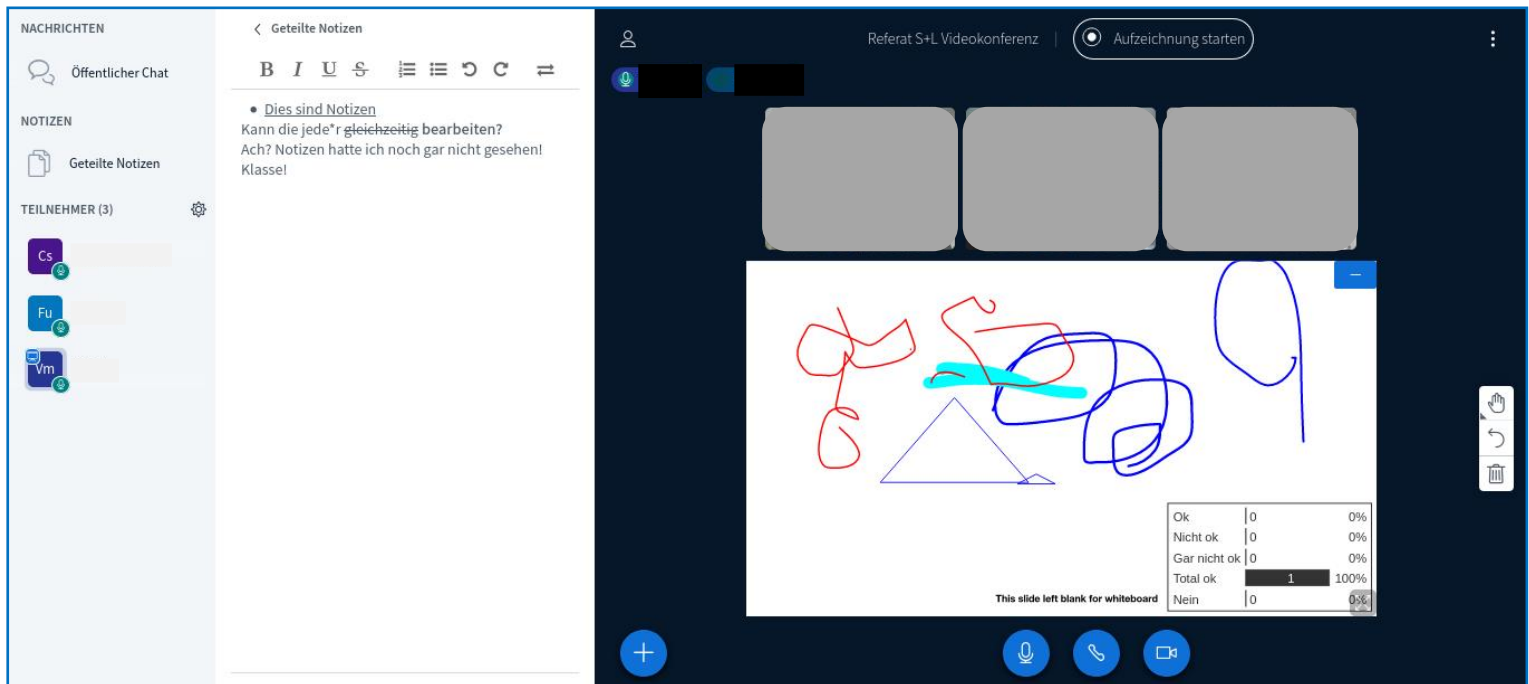 NACHRICHTEN
Öffentlicher Chat
NOTIZEN
Geteilte Notizen
TEILNEHMER (3)
Cs
Fu
Vm
Geteilte Notizen
B I U S
• Dies sind Notizen
Kann die jede*r gleichzeitig bearbeiten?
Ach? Notizen hatte ich noch gar nicht gesehen!
Klasse!
Referat S+L Videokonferenz | Aufzeichnung starten
Ok 0 0%
Nicht ok 0 0%
Gar nicht ok 0 0%
Total ok 1 100%
Nein 0 0%
This slide left blank for whiteboard